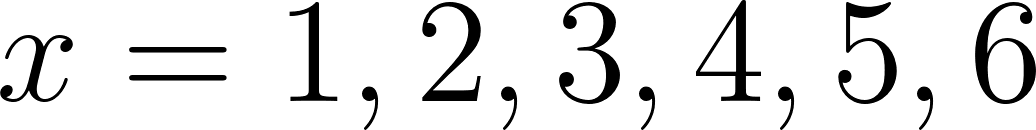 x = 1, 2, 3, 4, 5, 6